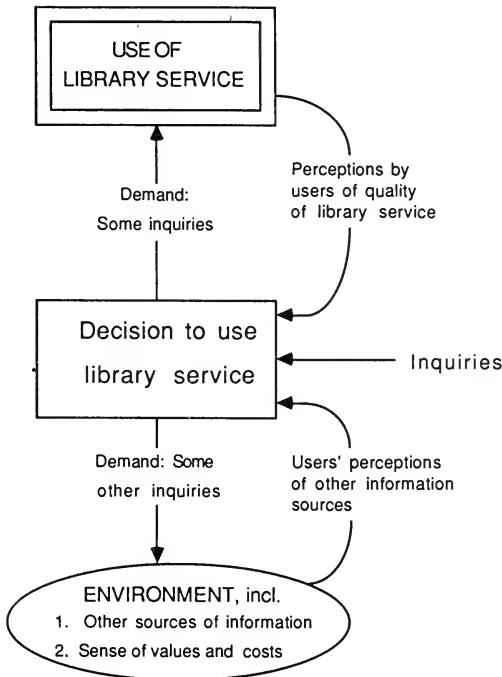 USE OF
LIBRARY SERVICE
Perceptions by
users of quality
of library service
Demand:
Some inquiries
Decision to use
library service
Inquiries
Demand: Some
other inquiries
Users' perceptions
of other information
sources
ENVIRONMENT, incl.
1. Other sources of information
2. Sense of values and costs